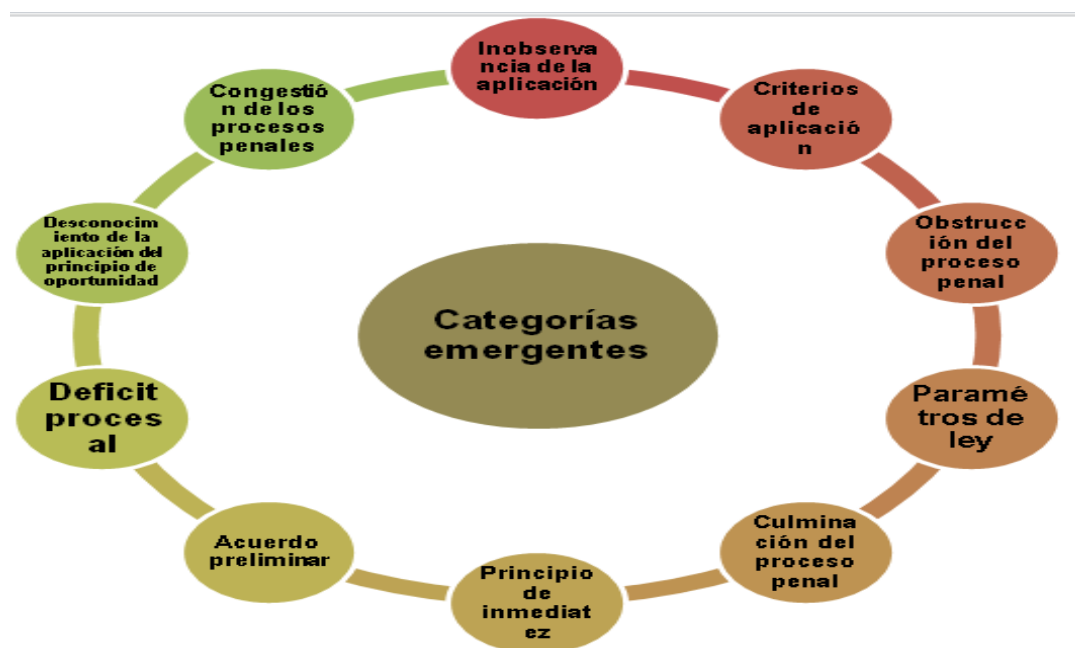 Inobserva
ncia de la
aplicación
Criterios
de
aplicació
n
Obstrucc
ión del
proceso
penal
Paramé
tros de
ley
Culmina
ción del
proceso
penal
Principio
de
inmediat
ez
Acuerdo
preliminar
Deficit
proces
al
Desconocim
iento de la
aplicación del
principio de
oportunidad
Congestió
n de los
procesos
penales
Categorías
emergentes